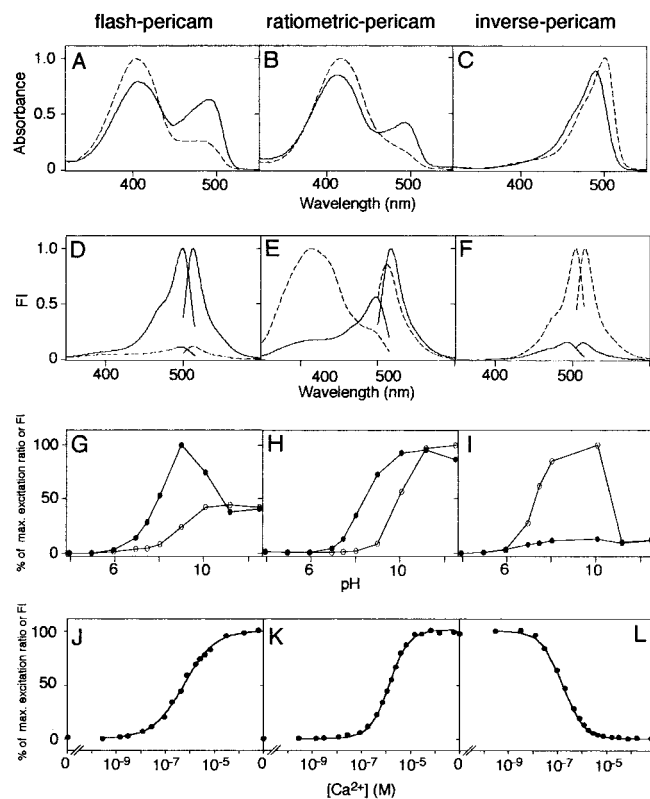 flash-pericam ratiometric-pericam inverse-pericam
A B C
Absorbance
1.0
0.5
0
400 500 400 500 400 500
Wavelength (nm) Wavelength (nm)
D E F
FI
1.0
0.5
0
400 500 400 500 400 500
Wavelength (nm)
G H I
% of max. excitation ratio or FI
100
50
0
6 10 6 10 6 10
pH
J K L
% of max. excitation ratio or FI
100
50
0
0 10⁻⁹ 10⁻⁷ 10⁻⁵ 0 10⁻⁹ 10⁻⁷ 10⁻⁵ 0 10⁻⁹ 10⁻⁷ 10⁻⁵
[Ca²⁺] (M)